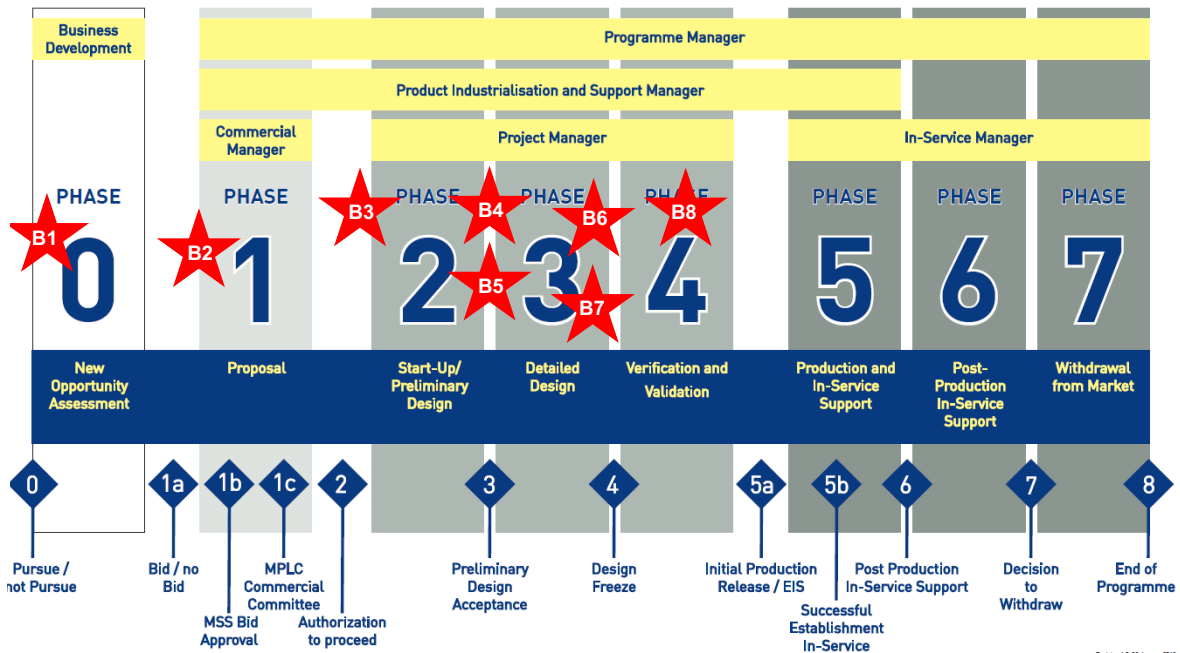 Business
Development
Programme Manager
Product Industrialisation and Support Manager
Commercial
Manager
Project Manager
In-Service Manager
PHASE
PHASE
PHASE
PHASE
PHASE
PHASE
PHASE
PHASE
B1
B2
B3
B4
B5
B6
B7
B8
0
1
2
3
4
5
6
7
New
Opportunity
Assessment
Proposal
Start-Up/
Preliminary
Design
Detailed
Design
Verification and
Validation
Production and
In-Service
Support
Post-
Production
In-Service
Support
Withdrawal
from Market
0
1a
1b
1c
2
3
4
5a
5b
6
7
8
Pursue /
not Pursue
Bid / no
Bid
MSS Bid
Approval
MPLC
Commercial
Committee
Authorization
to proceed
Preliminary
Design
Acceptance
Design
Freeze
Initial Production
Release / EIS
Successful
Establishment
In-Service
Post Production
In-Service Support
Decision
to
Withdraw
End of
Programme